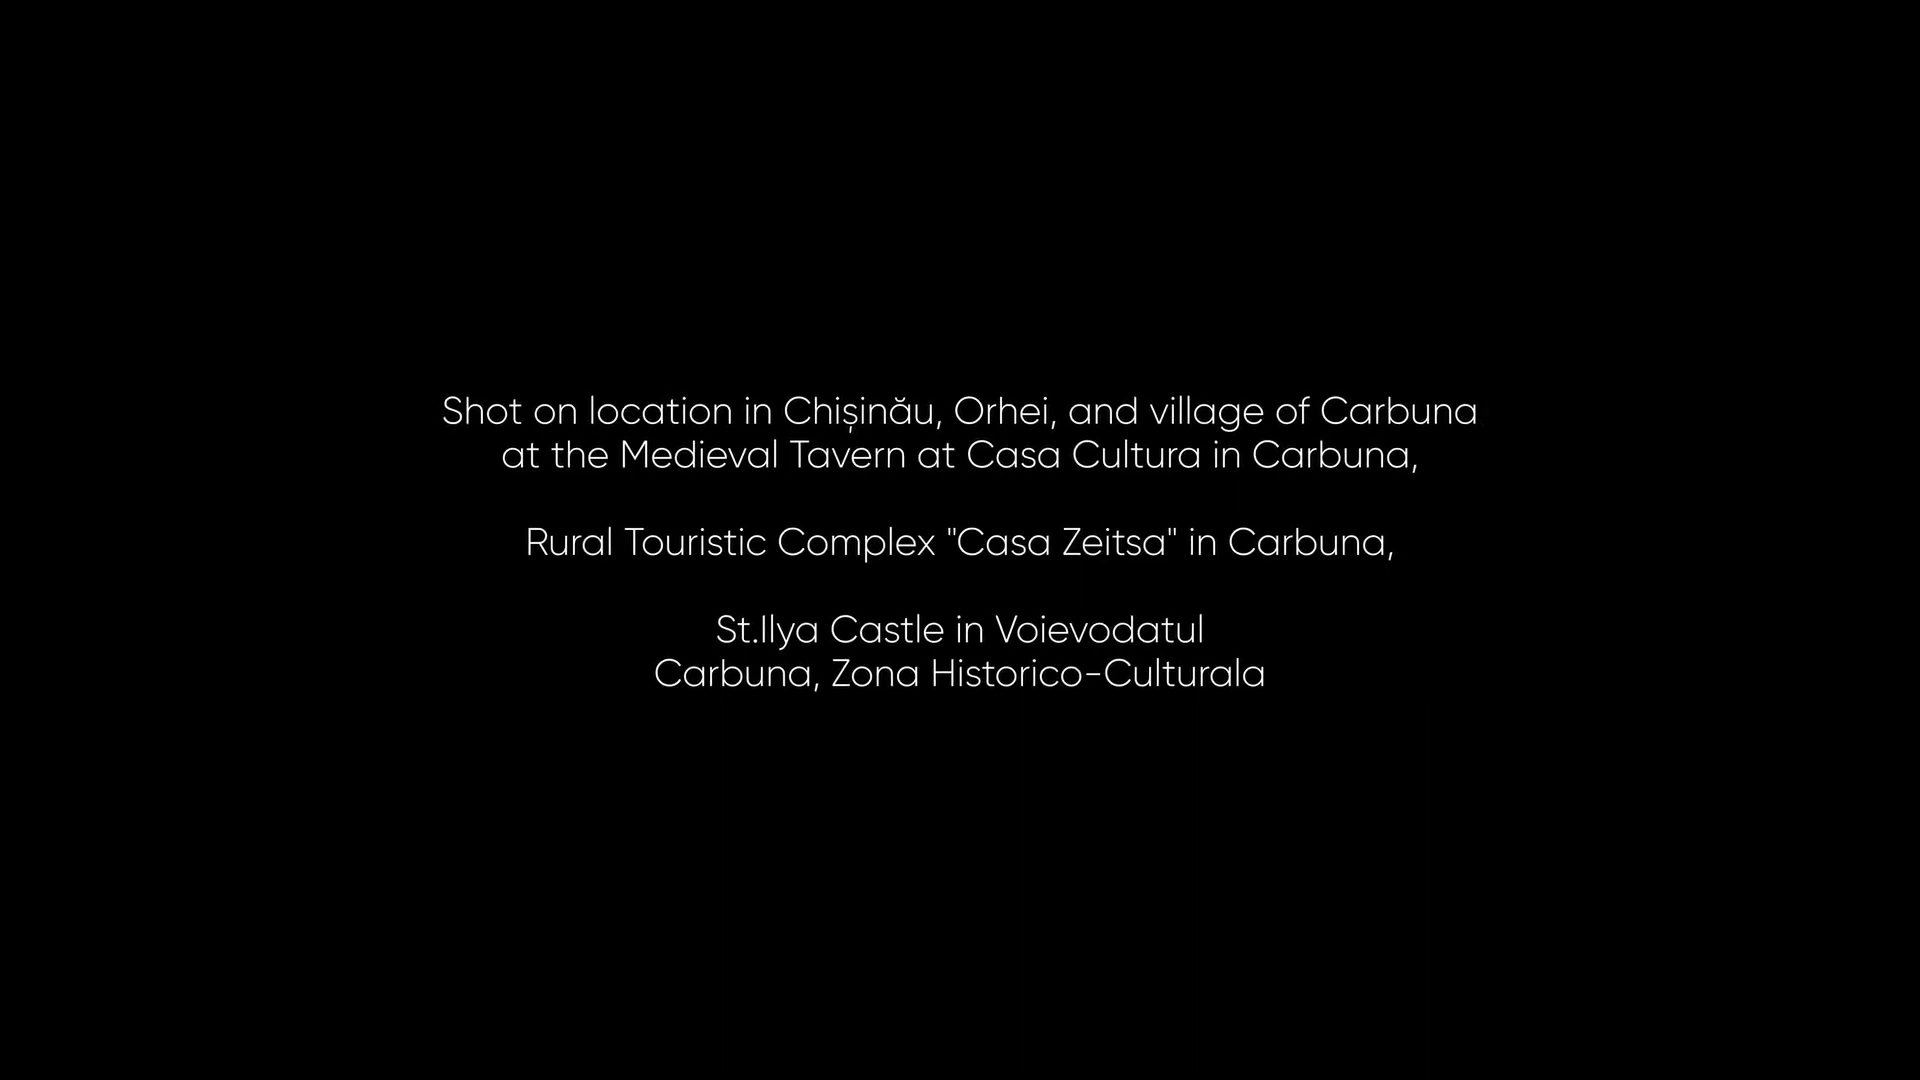 Shot on location in Chișinău, Orhei, and village of Carbuna
at the Medieval Tavern at Casa Cultura in Carbuna,
Rural Touristic Complex "Casa Zeitsa" in Carbuna,
St.Ilya Castle in Voievodatul
Carbuna, Zona Historico-Culturala